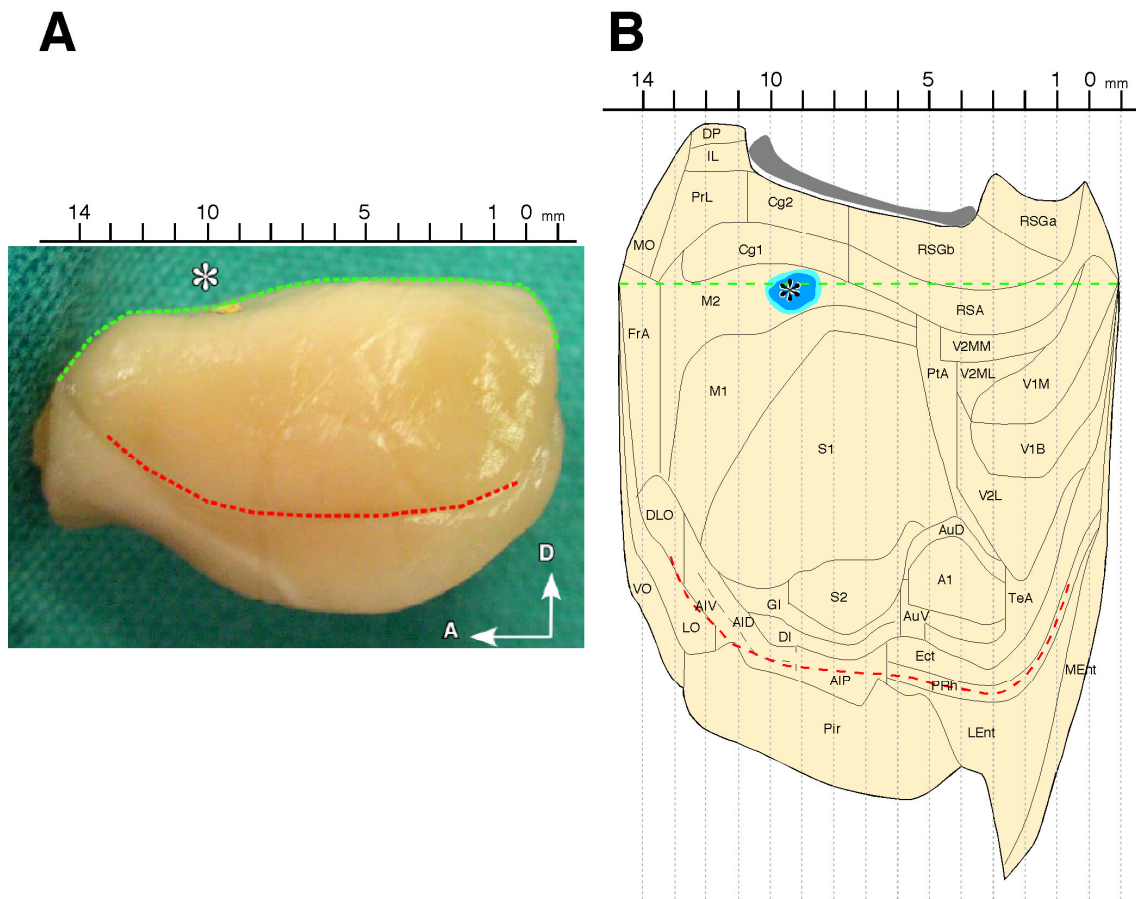 A
B
14 10 5 1 0 mm
14 10 5 1 0 mm
*
D
A
DP
IL
PrL
Cg2
RSGa
MO
Cg1
RSGb
*
M2
RSA
FrA
V2MM
PtA
V2ML
V1M
M1
S1
V1B
V2L
DLO
AuD
A1
VO
AIV
GI
S2
TeA
LO
AID
AuV
DI
Ect
MEnt
AIP
PRh
Pir
LEnt